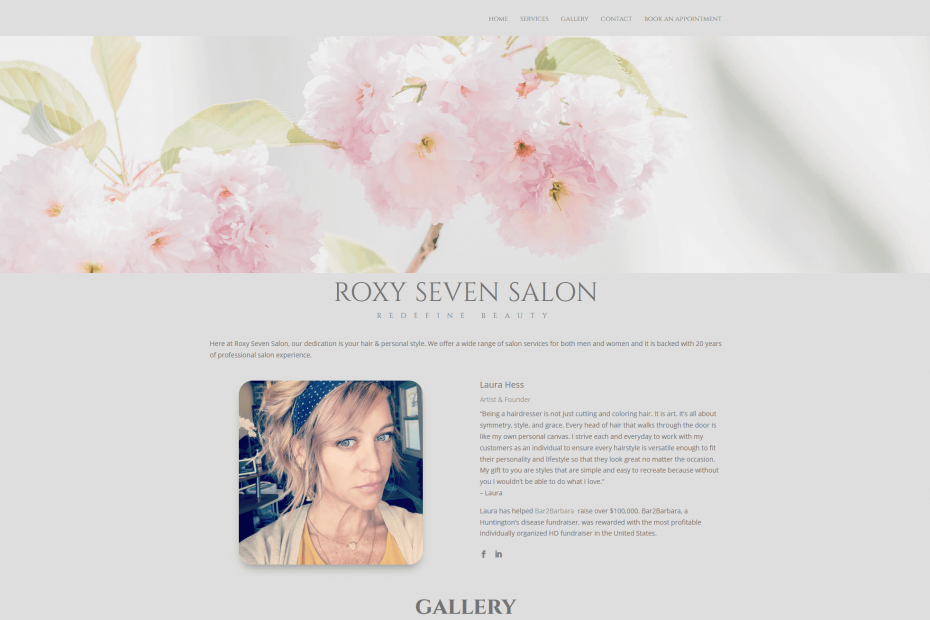 HOME SERVICES GALLERY CONTACT BOOK AN APPOINTMENT
ROXY SEVEN SALON
REDEFINE BEAUTY
Here at Roxy Seven Salon, our dedication is your hair & personal style. We offer a wide range of salon services for both men and women and it is backed with 20 years
of professional salon experience.
Laura Hess
Artist & Founder
"Being a hairdresser is not just cutting and coloring hair. It is art. It's all about
symmetry, style, and grace. Every head of hair that walks through the door is
like my own personal canvas. I strive each and everyday to work with my
customers as an individual to ensure every hairstyle is versatile enough to fit
their personality and lifestyle so that they look great no matter the occasion.
My gift to you are styles that are simple and easy to recreate because without
you I wouldn't be able to do what I love."
– Laura
Laura has helped Bar2Barbara raise over $100,000. Bar2Barbara, a
Huntington's disease fundraiser, was rewarded with the most profitable
individually organized HD fundraiser in the United States.
GALLERY